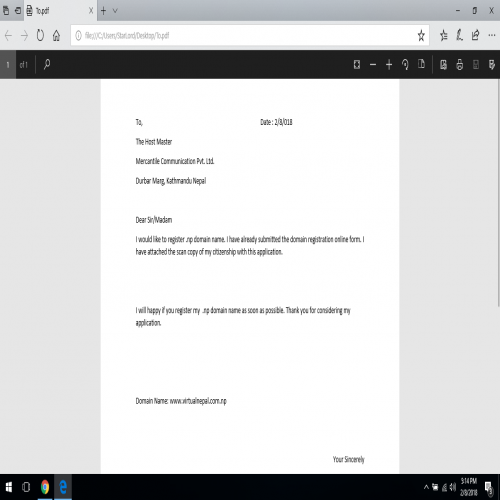 To.pdf
file:///C:/Users/StarLord/Desktop/To.pdf
1 of 1
To, Date : 2/8/018
The Host Master
Mercantile Communication Pvt. Ltd.
Durbar Marg, Kathmandu Nepal
Dear Sir/Madam
I would like to register .np domain name. I have already submitted the domain registration online form. I
have attached the scan copy of my citizenship with this application.
I will happy if you register my .np domain name as soon as possible. Thank you for considering my
application.
Domain Name: www.virtualnepal.com.np
Your Sincerely
3:14 PM
2/8/2018